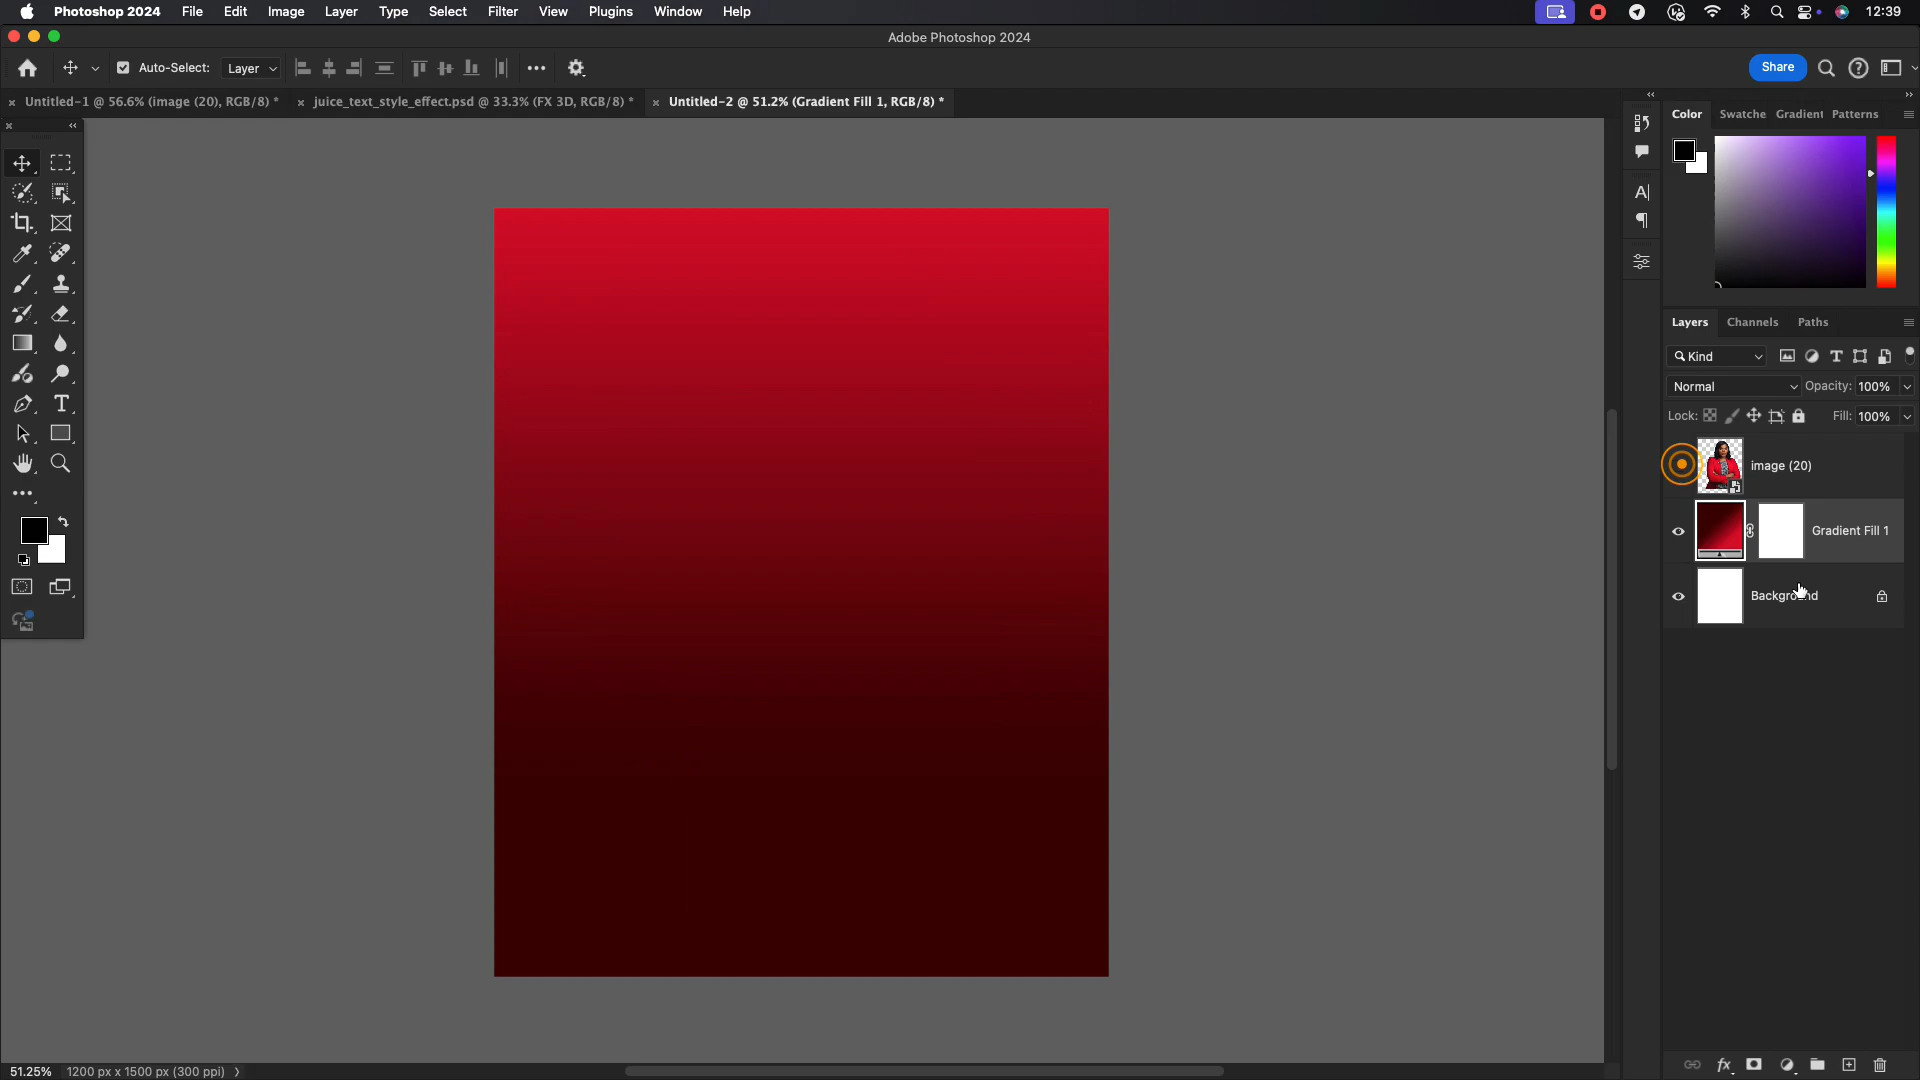 Photoshop 2024 File Edit Image Layer Type Select Filter View Plugins Window Help 12:39
Adobe Photoshop 2024
Auto-Select: Layer Share
Untitled-1 @ 56.6% (image (20), RGB/8) * juice_text_style_effect.psd @ 33.3% (FX 3D, RGB/8) * Untitled-2 @ 51.2% (Gradient Fill 1, RGB/8) *
Color Swatche Gradient Patterns
Layers Channels Paths
Kind
Normal Opacity: 100%
Lock: Fill: 100%
image (20)
Gradient Fill 1
Background
51.25% 1200 px x 1500 px (300 ppi)